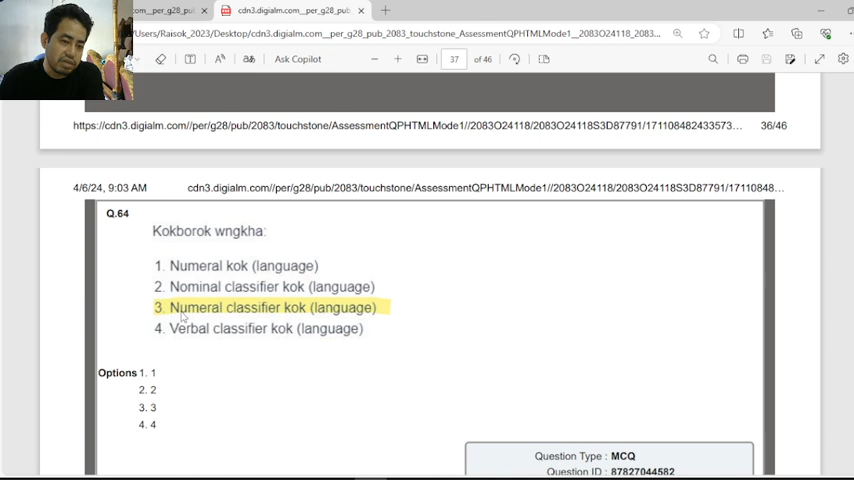 com__per_g28_pub
cdn3.digialm.com__per_g28_pub
/Users/Raisok_2023/Desktop/cdn3.digialm.com__per_g28_pub_2083_touchstone_AssessmentQPHTMLMode1__2083O24118_2083...
Ask Copilot
37 of 46
https://cdn3.digialm.com//per/g28/pub/2083/touchstone/AssessmentQPHTMLMode1//2083O24118/2083O24118S3D87791/171108482433573... 36/46
4/6/24, 9:03 AM cdn3.digialm.com//per/g28/pub/2083/touchstone/AssessmentQPHTMLMode1//2083O24118/2083O24118S3D87791/17110848...
Q.64
Kokborok wngkha:
1. Numeral kok (language)
2. Nominal classifier kok (language)
3. Numeral classifier kok (language)
4. Verbal classifier kok (language)
Options 1. 1
2. 2
3. 3
4. 4
Question Type : MCQ
Question ID : 87827044582